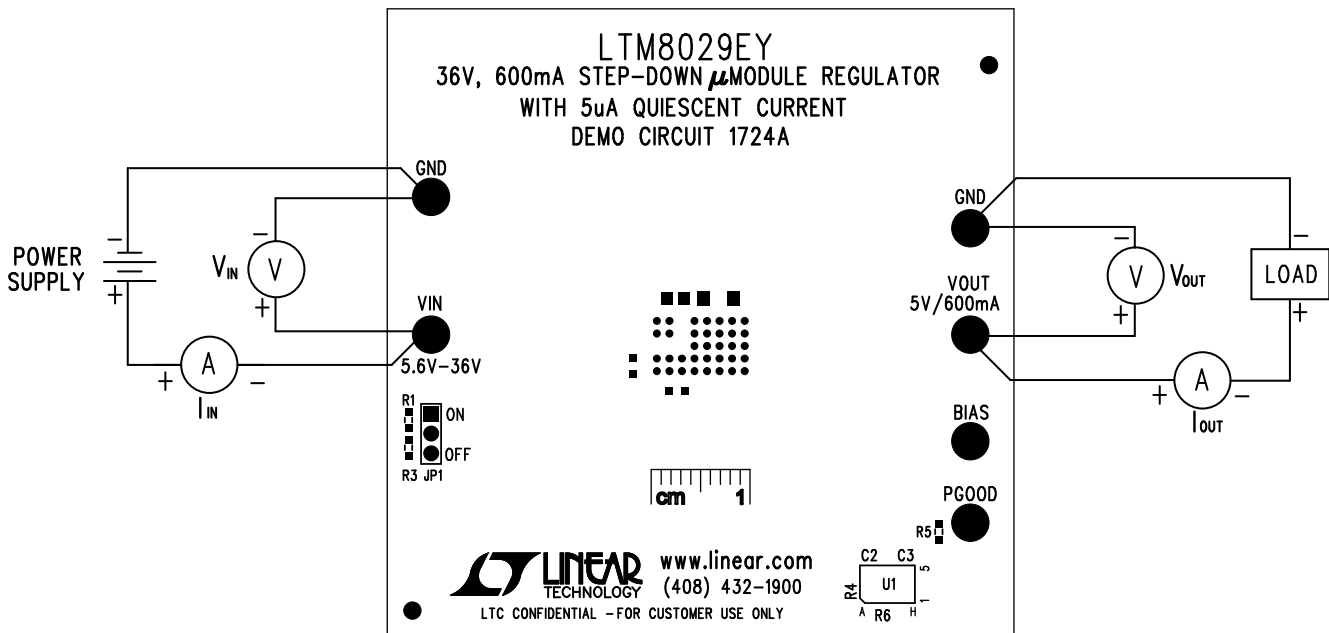 LTM8029EY
36V, 600mA STEP-DOWN µMODULE REGULATOR
WITH 5uA QUIESCENT CURRENT
DEMO CIRCUIT 1724A
GND
GND
POWER
SUPPLY
-
+
VIN
-
V
+
VIN
5.6V-36V
+
A
-
IIN
VOUT
5V/600mA
-
V
+
VOUT
-
LOAD
+
+
A
-
IOUT
R1
ON
OFF
R3 JP1
BIAS
PGOOD
R5
cm 1
LINEAR
TECHNOLOGY
www.linear.com
(408) 432-1900
LTC CONFIDENTIAL -FOR CUSTOMER USE ONLY
C2 C3
5
R4
U1
1
A
R6
H